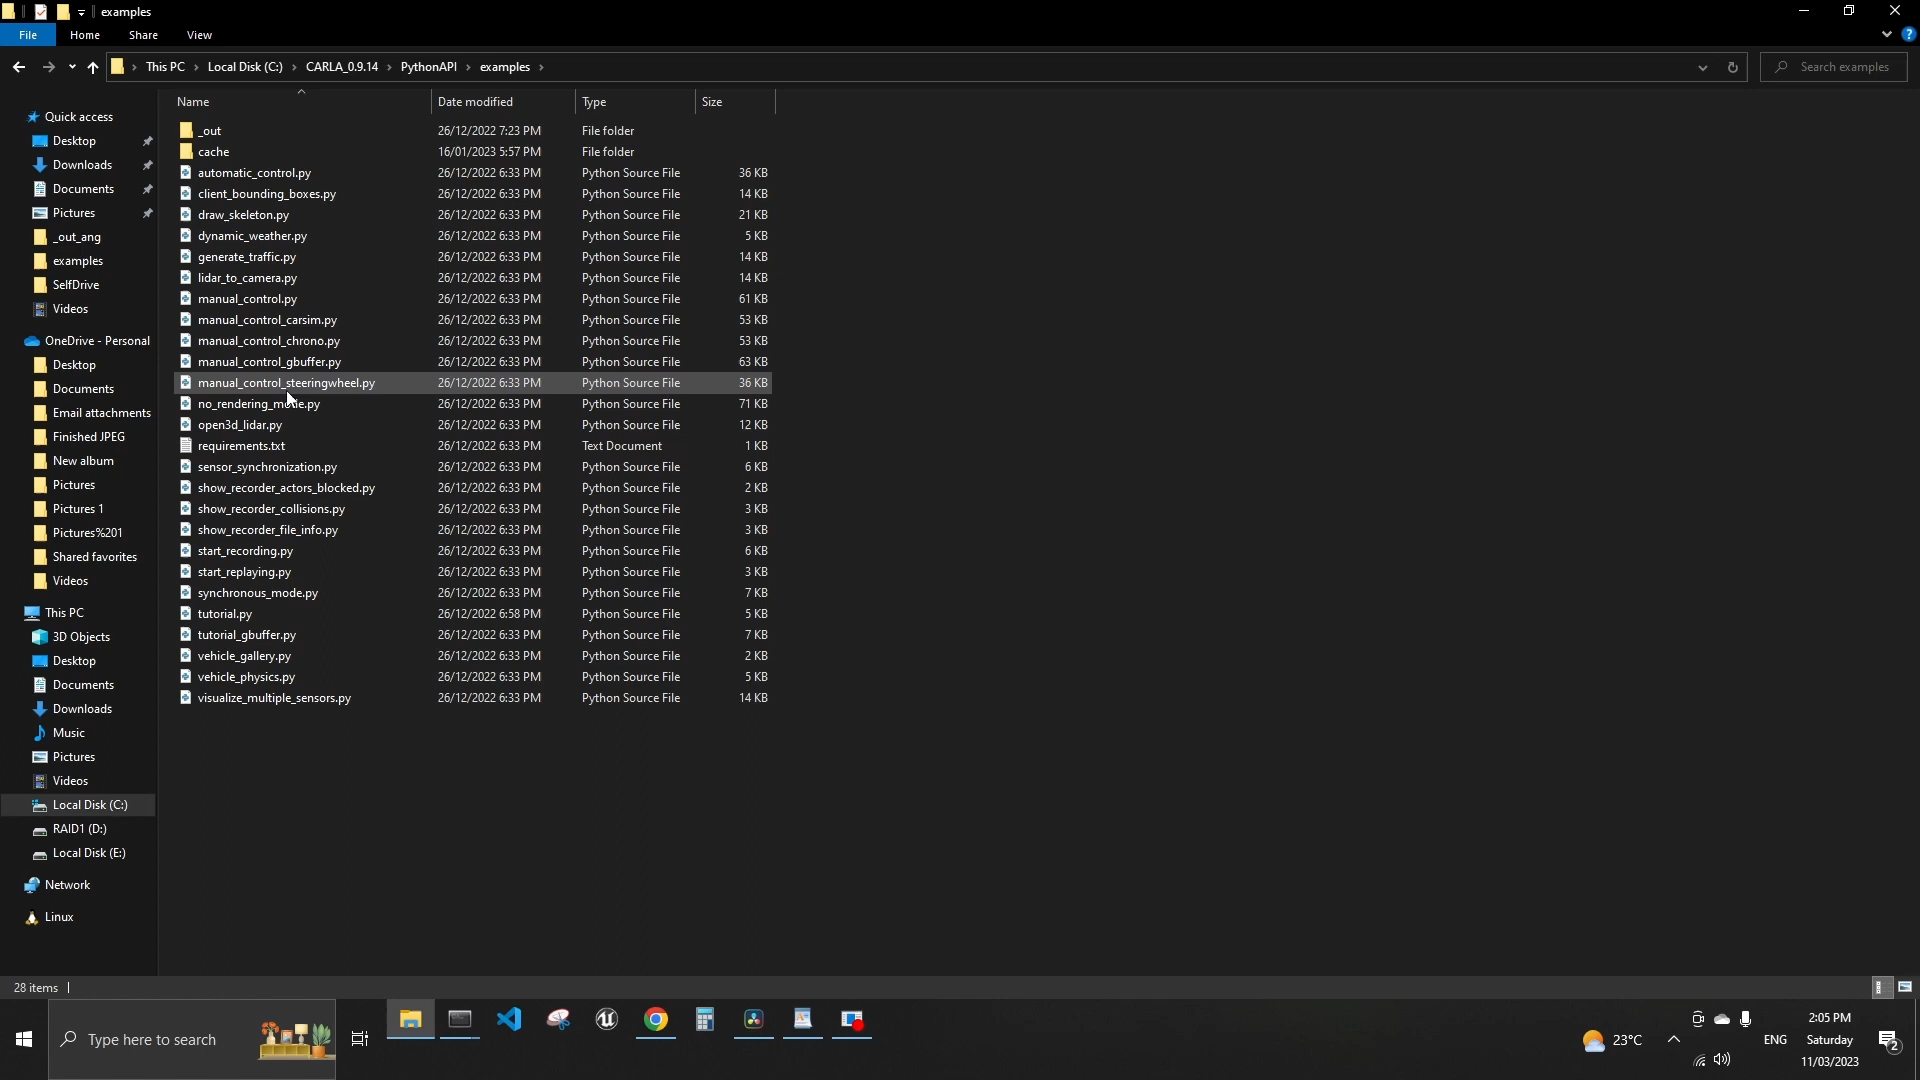 examples
File Home Share View
This PC Local Disk (C:) CARLA_0.9.14 PythonAPI examples Search examples
Name Date modified Type Size
Quick access
Desktop
Downloads
Documents
Pictures
_out_ang
examples
SelfDrive
Videos
OneDrive - Personal
Desktop
Documents
Email attachments
Finished JPEG
New album
Pictures
Pictures 1
Pictures%201
Shared favorites
Videos
This PC
3D Objects
Desktop
Documents
Downloads
Music
Pictures
Videos
Local Disk (C:)
RAID1 (D:)
Local Disk (E:)
Network
Linux
_out 26/12/2022 7:23 PM File folder
cache 16/01/2023 5:57 PM File folder
automatic_control.py 26/12/2022 6:33 PM Python Source File 36 KB
client_bounding_boxes.py 26/12/2022 6:33 PM Python Source File 14 KB
draw_skeleton.py 26/12/2022 6:33 PM Python Source File 21 KB
dynamic_weather.py 26/12/2022 6:33 PM Python Source File 5 KB
generate_traffic.py 26/12/2022 6:33 PM Python Source File 14 KB
lidar_to_camera.py 26/12/2022 6:33 PM Python Source File 14 KB
manual_control.py 26/12/2022 6:33 PM Python Source File 61 KB
manual_control_carsim.py 26/12/2022 6:33 PM Python Source File 53 KB
manual_control_chrono.py 26/12/2022 6:33 PM Python Source File 53 KB
manual_control_gbuffer.py 26/12/2022 6:33 PM Python Source File 63 KB
manual_control_steeringwheel.py 26/12/2022 6:33 PM Python Source File 36 KB
no_rendering_mode.py 26/12/2022 6:33 PM Python Source File 71 KB
open3d_lidar.py 26/12/2022 6:33 PM Python Source File 12 KB
requirements.txt 26/12/2022 6:33 PM Text Document 1 KB
sensor_synchronization.py 26/12/2022 6:33 PM Python Source File 6 KB
show_recorder_actors_blocked.py 26/12/2022 6:33 PM Python Source File 2 KB
show_recorder_collisions.py 26/12/2022 6:33 PM Python Source File 3 KB
show_recorder_file_info.py 26/12/2022 6:33 PM Python Source File 3 KB
start_recording.py 26/12/2022 6:33 PM Python Source File 6 KB
start_replaying.py 26/12/2022 6:33 PM Python Source File 3 KB
synchronous_mode.py 26/12/2022 6:33 PM Python Source File 7 KB
tutorial.py 26/12/2022 6:58 PM Python Source File 5 KB
tutorial_gbuffer.py 26/12/2022 6:33 PM Python Source File 7 KB
vehicle_gallery.py 26/12/2022 6:33 PM Python Source File 2 KB
vehicle_physics.py 26/12/2022 6:33 PM Python Source File 5 KB
visualize_multiple_sensors.py 26/12/2022 6:33 PM Python Source File 14 KB
28 items
Type here to search
23°C
ENG
2:05 PM
Saturday
11/03/2023
2